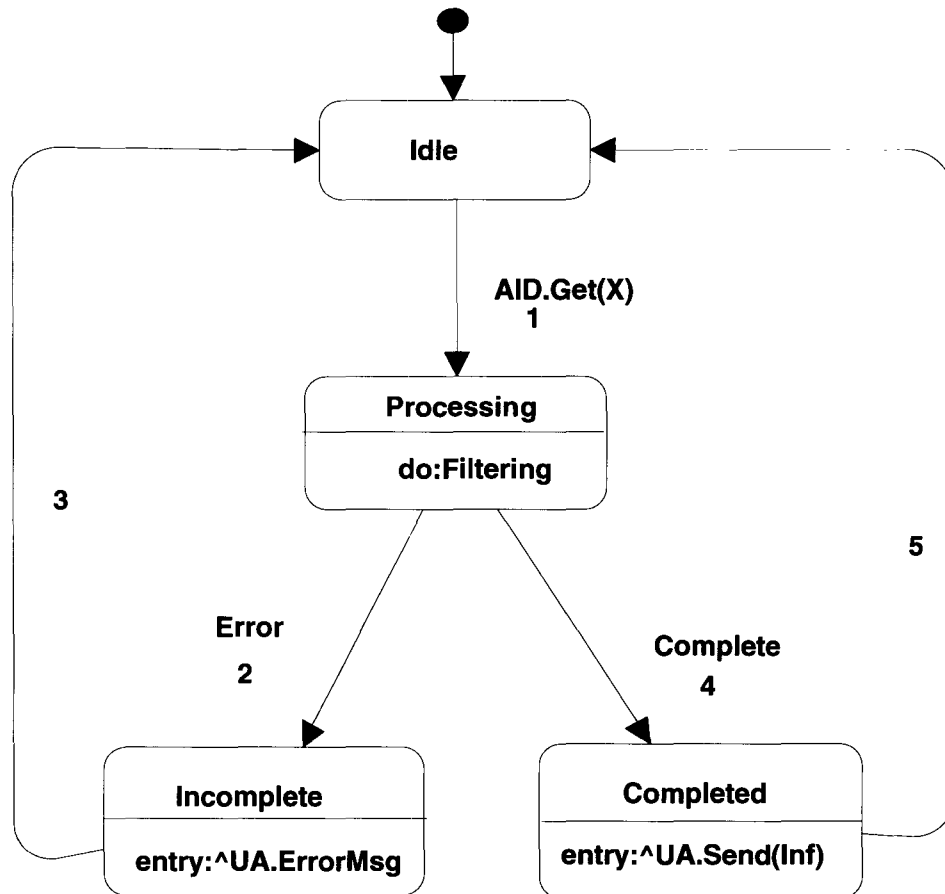 Idle
AID.Get(X)
1
Processing
do:Filtering
3
5
Error
2
Complete
4
Incomplete
entry:^UA.ErrorMsg
Completed
entry:^UA.Send(Inf)